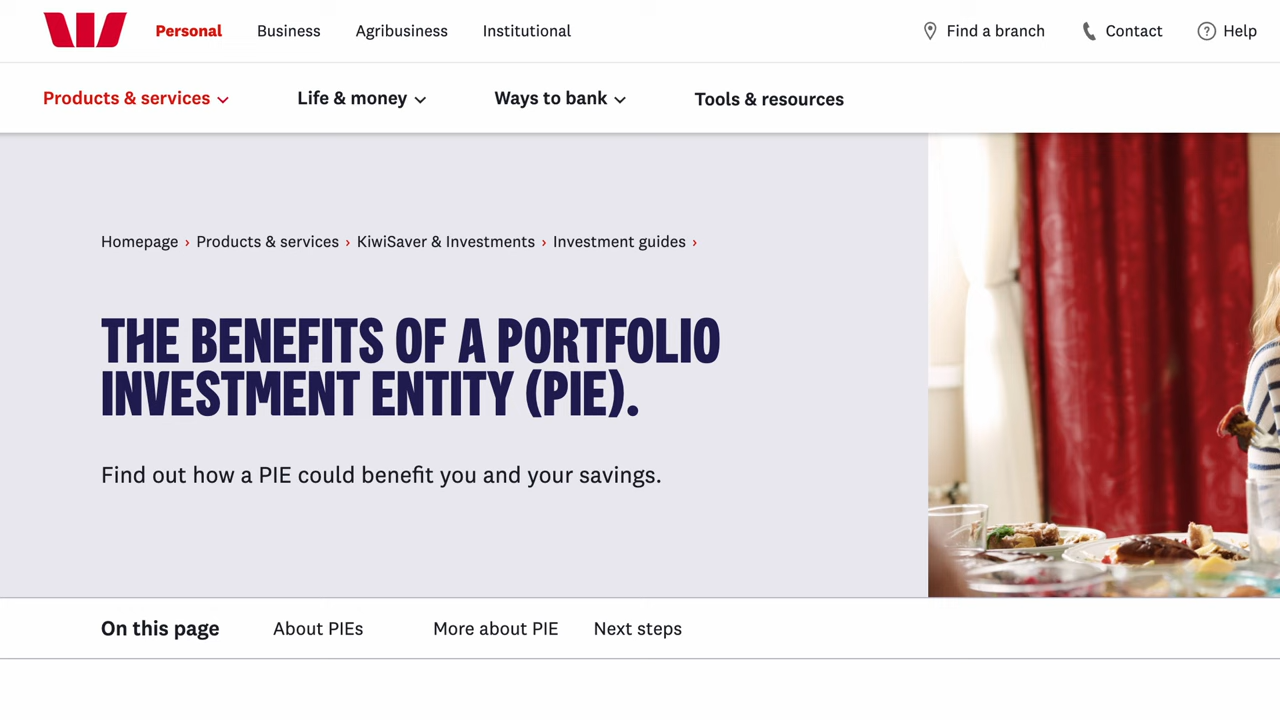 Personal Business Agribusiness Institutional Find a branch Contact Help
Products & services Life & money Ways to bank Tools & resources
Homepage › Products & services › KiwiSaver & Investments › Investment guides ›
THE BENEFITS OF A PORTFOLIO
INVESTMENT ENTITY (PIE).
Find out how a PIE could benefit you and your savings.
On this page About PIEs More about PIE Next steps